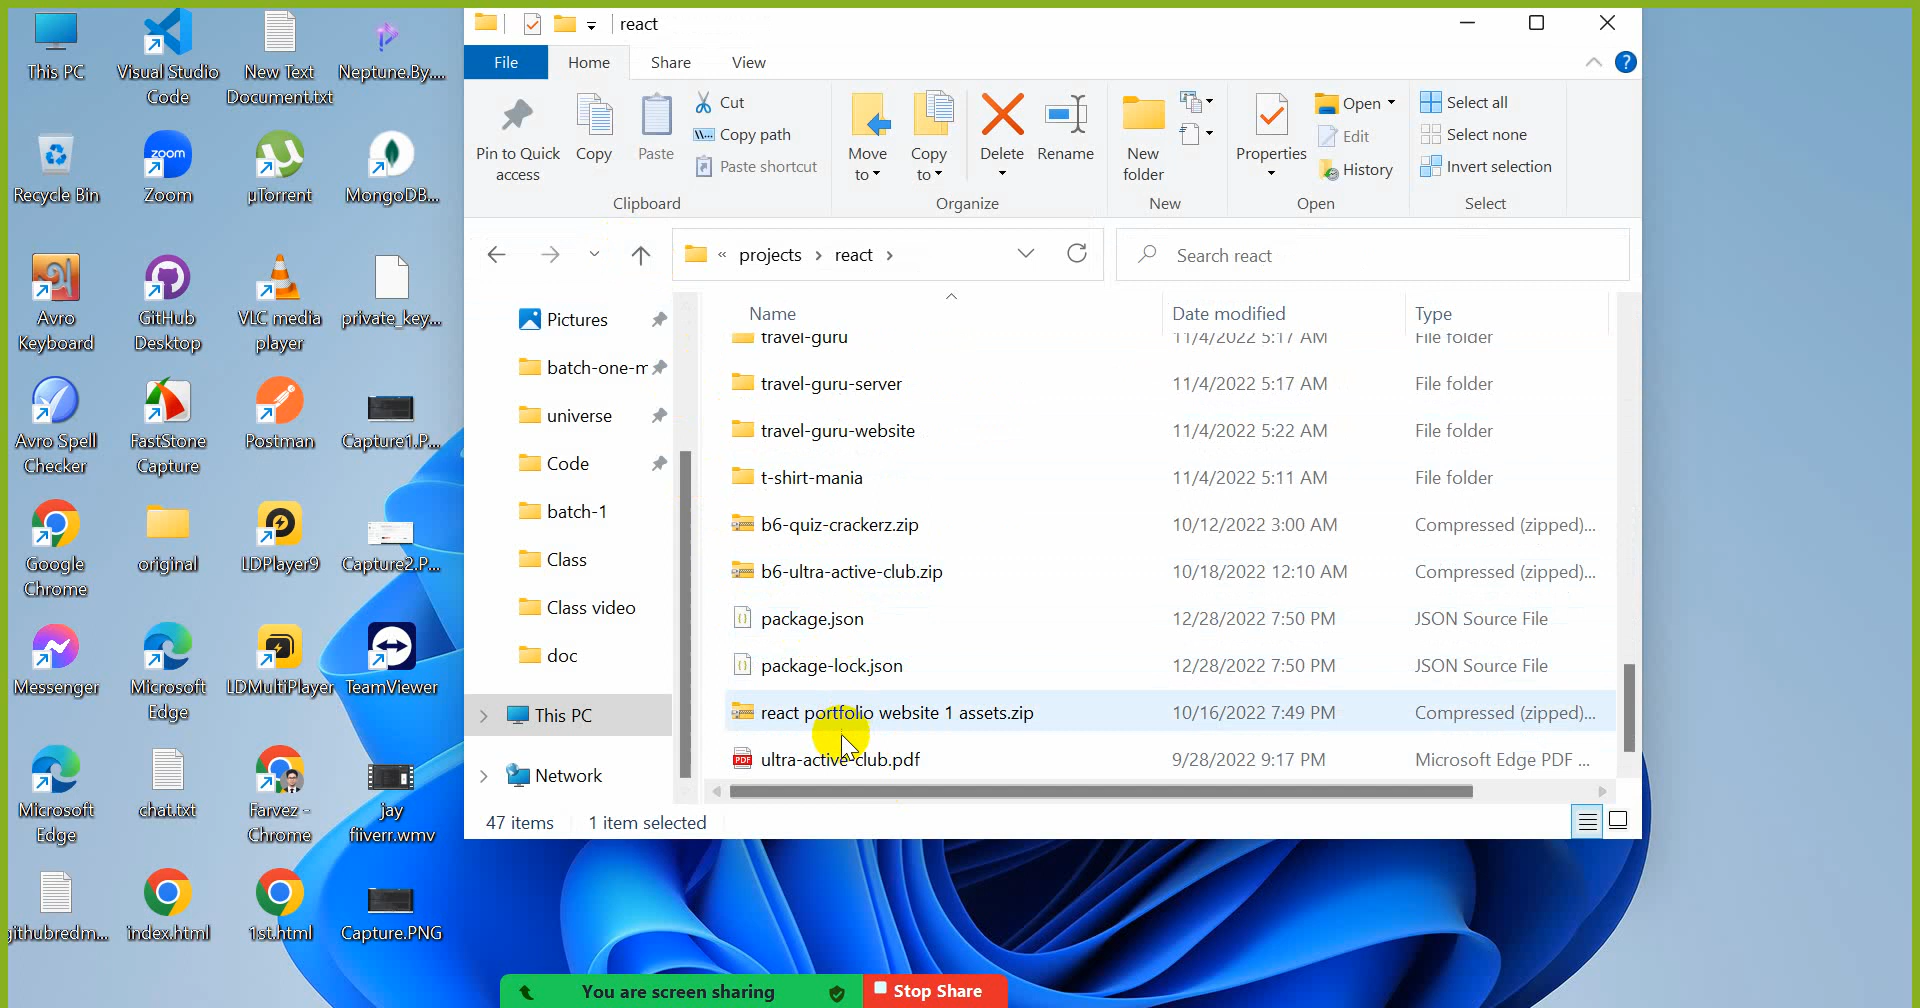 This PC
Visual Studio
Code
New Text
Document.txt
Neptune.By....
Recycle Bin
zoom
Zoom
µTorrent
MongoDB...
Avro
Keyboard
GitHub
Desktop
VLC media
player
private_key...
Avro Spell
Checker
FastStone
Capture
Postman
Capture1.P...
Google
Chrome
original
LDPlayer9
Capture2.P...
Messenger
Microsoft
Edge
LDMultiPlayer
TeamViewer
Microsoft
Edge
chat.txt
Farvez -
Chrome
jay
fiiverr.wmv
githubredm...
index.html
1st.html
Capture.PNG
react
File
Home
Share
View
?
Pin to Quick
access
Copy
Paste
Cut
Copy path
Paste shortcut
Clipboard
Move
to
Copy
to
Delete
Rename
Organize
New
folder
New
Properties
Open
Edit
History
Open
Select all
Select none
Invert selection
Select
« projects › react ›
Search react
Pictures
batch-one-m
universe
Code
batch-1
Class
Class video
doc
This PC
Network
Name Date modified Type
travel-guru 11/4/2022 5:17 AM File folder
travel-guru-server 11/4/2022 5:17 AM File folder
travel-guru-website 11/4/2022 5:22 AM File folder
t-shirt-mania 11/4/2022 5:11 AM File folder
b6-quiz-crackerz.zip 10/12/2022 3:00 AM Compressed (zipped)...
b6-ultra-active-club.zip 10/18/2022 12:10 AM Compressed (zipped)...
package.json 12/28/2022 7:50 PM JSON Source File
package-lock.json 12/28/2022 7:50 PM JSON Source File
react portfolio website 1 assets.zip 10/16/2022 7:49 PM Compressed (zipped)...
PDF ultra-active-club.pdf 9/28/2022 9:17 PM Microsoft Edge PDF ...
47 items 1 item selected
You are screen sharing
Stop Share